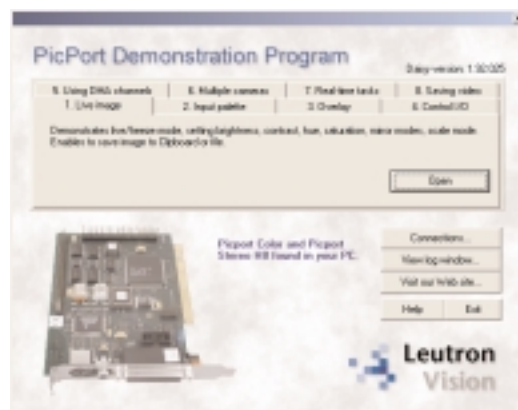 PicPort Demonstration Program
Daisy version: 1.92.025
5. Using DMA channels
6. Multiple cameras
7. Real-time tasks
8. Saving video
1. Live image
2. Input palette
3. Overlay
4. Control I/O
Demonstrates live/freeze mode, setting brightness, contrast, hue, saturation, mirror modes, scale mode.
Enables to save image to Clipboard or file.
Open
Picport Color and Picport
Stereo H8 found in your PC.
Connections...
View log window...
Visit our Web site...
Help
Exit
Leutron
Vision